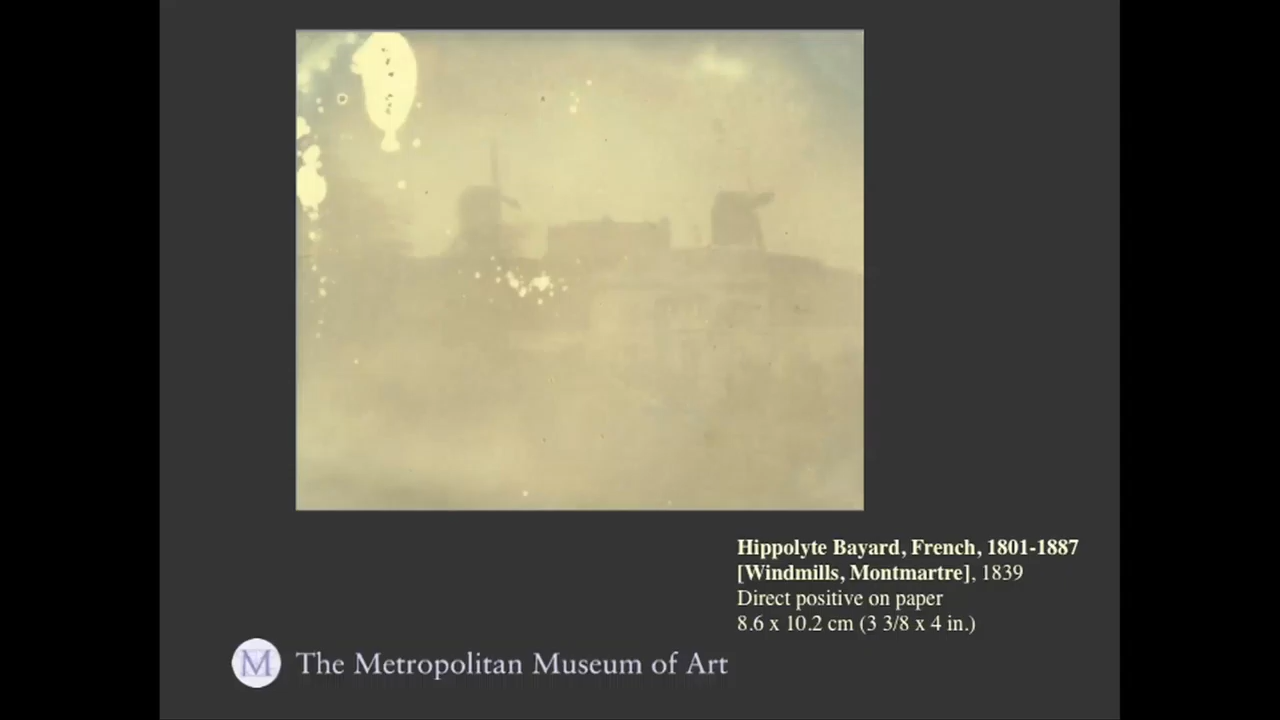 Hippolyte Bayard, French, 1801-1887
[Windmills, Montmartre], 1839
Direct positive on paper
8.6 x 10.2 cm (3 3/8 x 4 in.)
M The Metropolitan Museum of Art